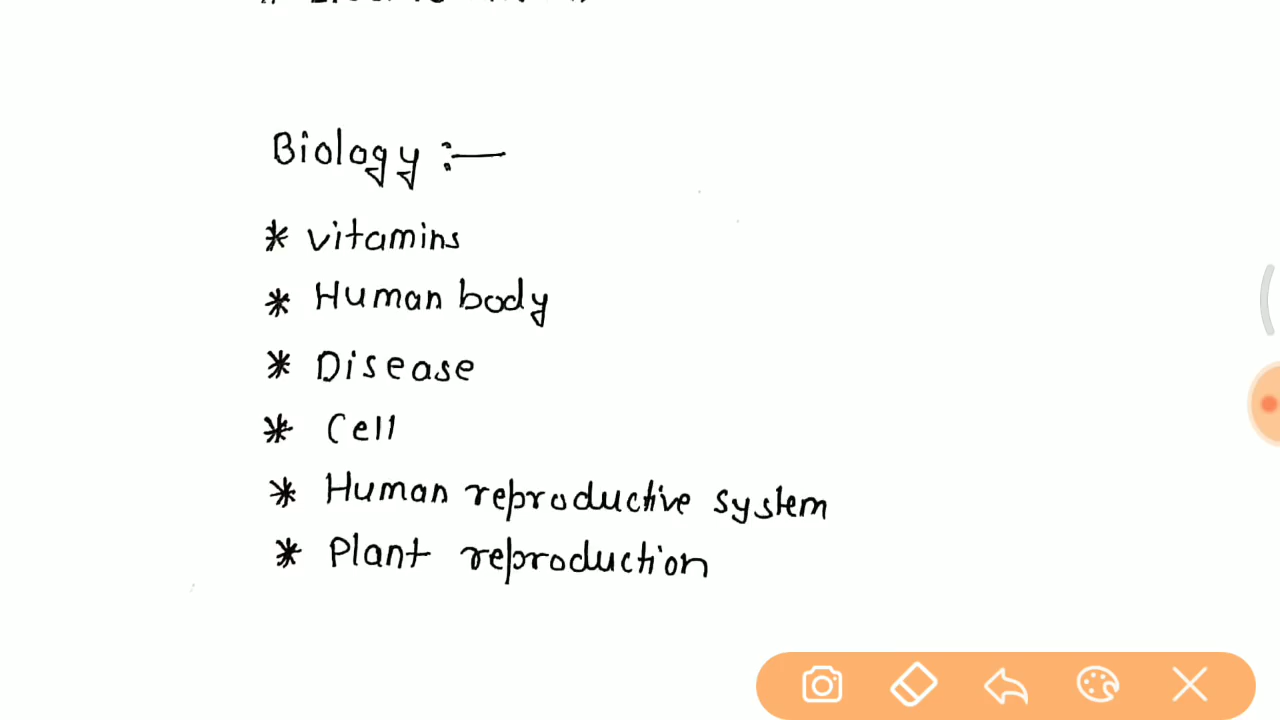 Biology :—
* vitamins
* Human body
* Disease
* Cell
* Human reproductive system
* Plant reproduction